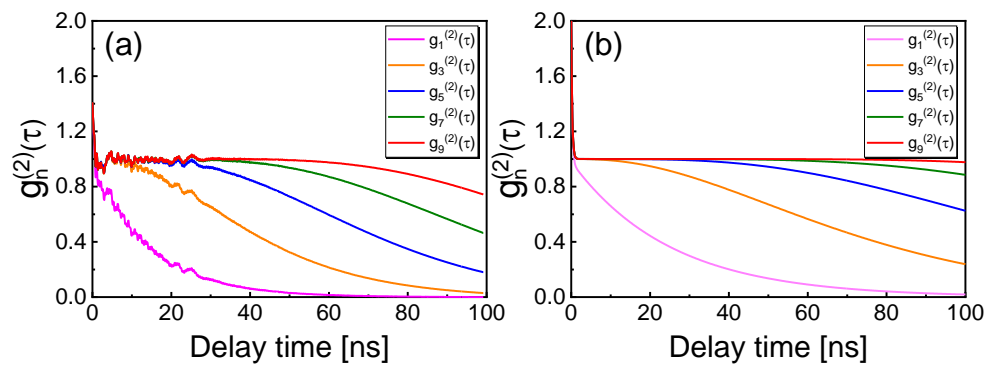 (a)
g₁⁽²⁾(τ)
g₃⁽²⁾(τ)
g₅⁽²⁾(τ)
g₇⁽²⁾(τ)
g₉⁽²⁾(τ)
gₙ⁽²⁾(τ)
2.0
1.6
1.2
0.8
0.4
0.0
0 20 40 60 80 100
Delay time [ns]
(b)
g₁⁽²⁾(τ)
g₃⁽²⁾(τ)
g₅⁽²⁾(τ)
g₇⁽²⁾(τ)
g₉⁽²⁾(τ)
gₙ⁽²⁾(τ)
2.0
1.6
1.2
0.8
0.4
0.0
0 20 40 60 80 100
Delay time [ns]